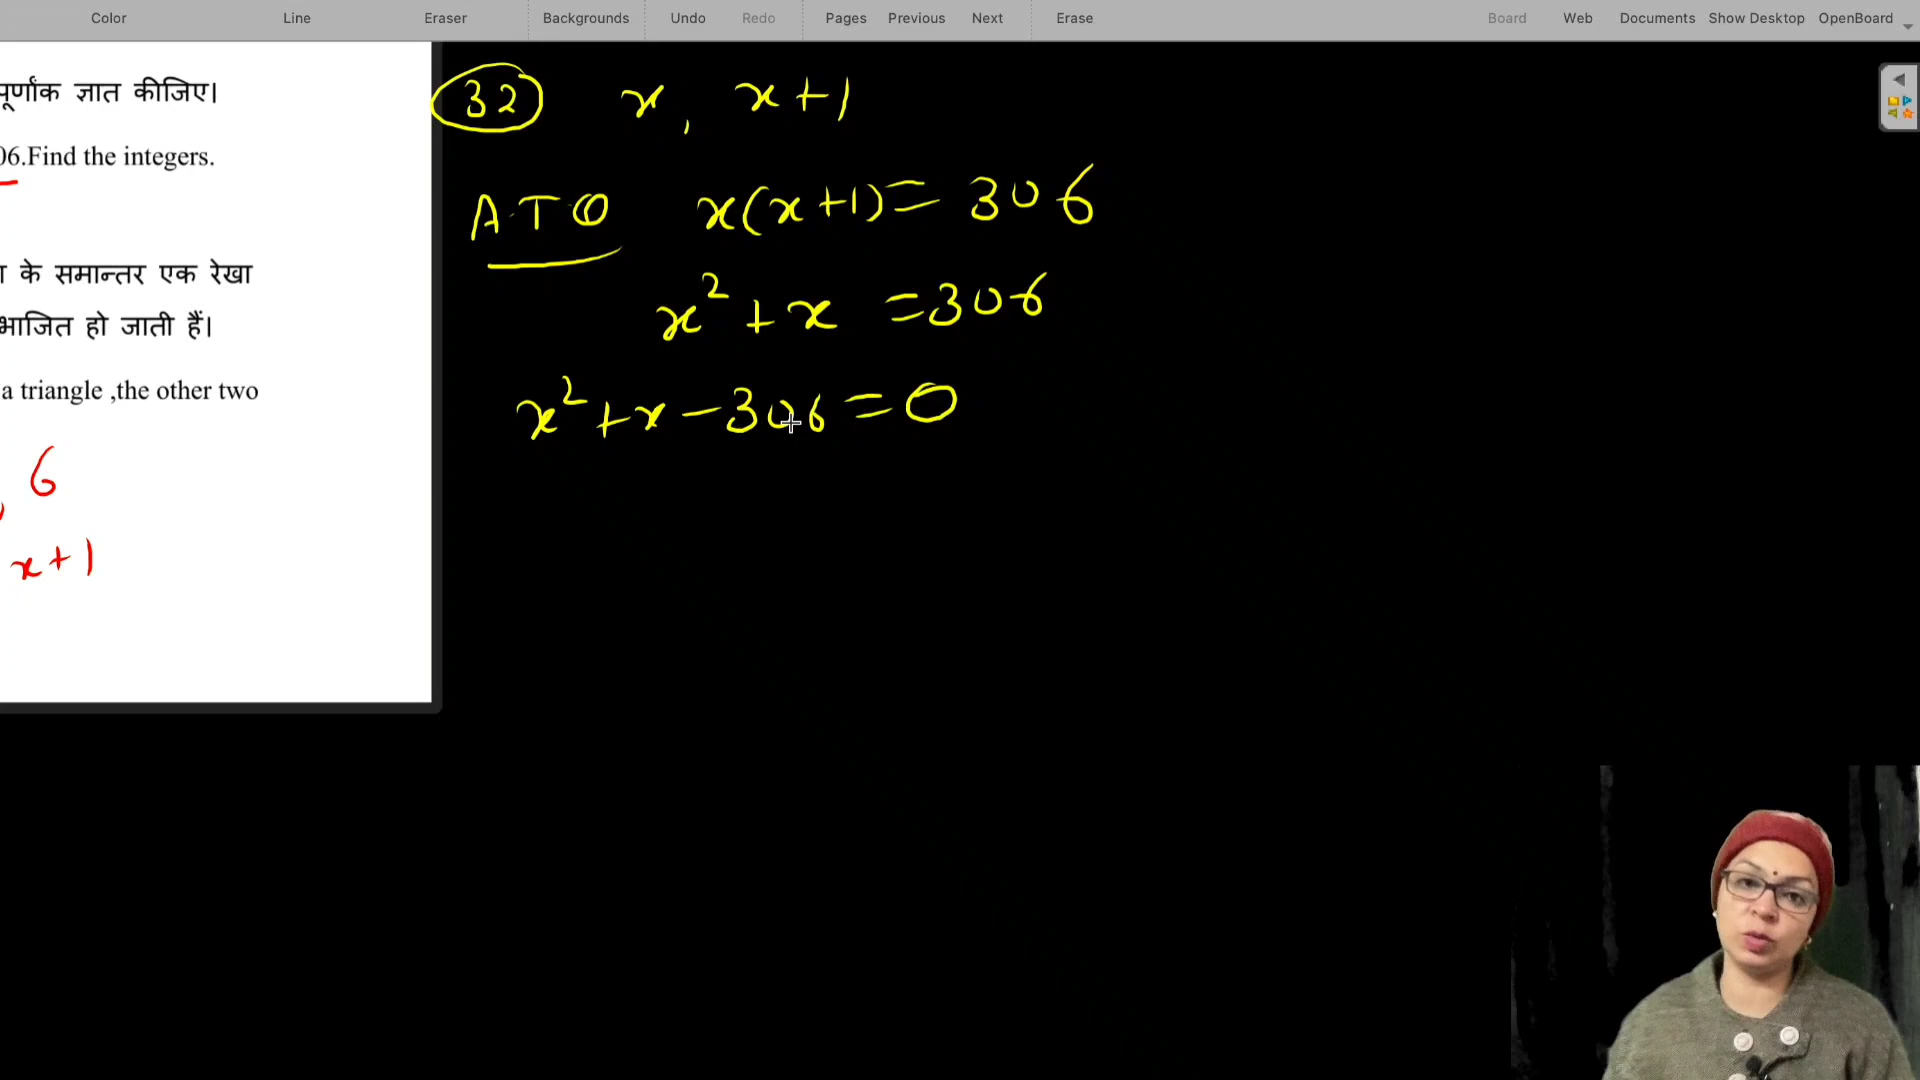 Color Line Eraser Backgrounds Undo Redo Pages Previous Next Erase Board Web Documents Show Desktop OpenBoard
पूर्णांक ज्ञात कीजिए।
06.Find the integers.
के समान्तर एक रेखा
भाजित हो जाती हैं।
a triangle ,the other two
6
x+1
32 x, x+1
A.T.Q x(x+1)=306
x²+x =306
x²+x-306=0